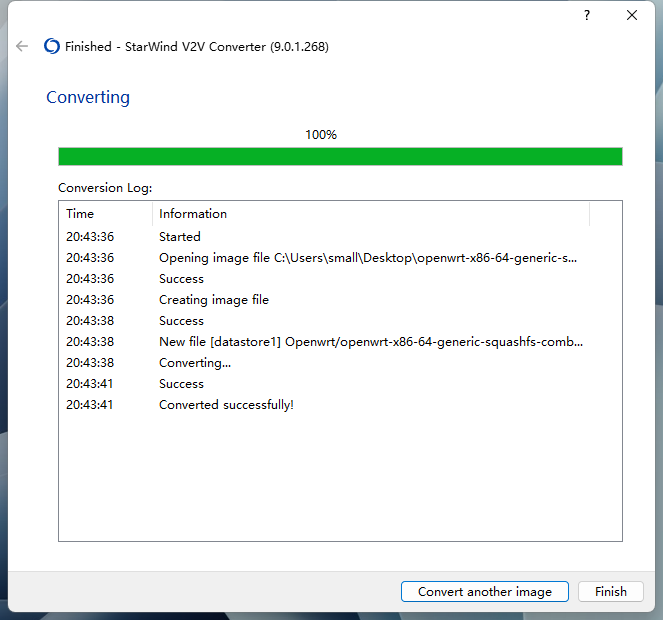 ?
Finished - StarWind V2V Converter (9.0.1.268)
Converting
100%
Conversion Log:
Time Information
20:43:36 Started
20:43:36 Opening image file C:\Users\small\Desktop\openwrt-x86-64-generic-s...
20:43:36 Success
20:43:36 Creating image file
20:43:38 Success
20:43:38 New file [datastore1] Openwrt/openwrt-x86-64-generic-squashfs-comb...
20:43:38 Converting...
20:43:41 Success
20:43:41 Converted successfully!
Convert another image Finish